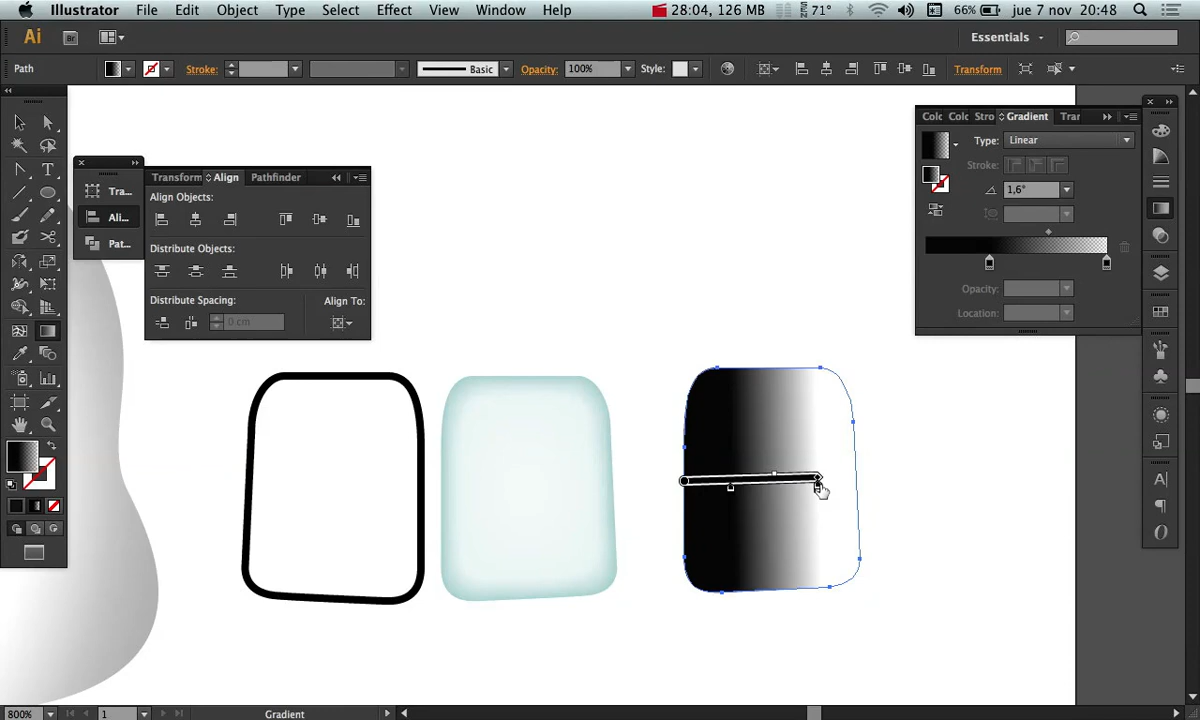 Illustrator File Edit Object Type Select Effect View Window Help 28:04, 126 MB 71° 66% jue 7 nov 20:48
Ai Br Essentials
Path Stroke: Basic Opacity: 100% Style: Transform
Tra...
Ali...
Pat...
Transform Align Pathfinder
Align Objects:
Distribute Objects:
Distribute Spacing: Align To:
0 cm
Colc Colc Stro Gradient Trar
Type: Linear
Stroke:
1,6°
Opacity:
Location:
800% 1 Gradient